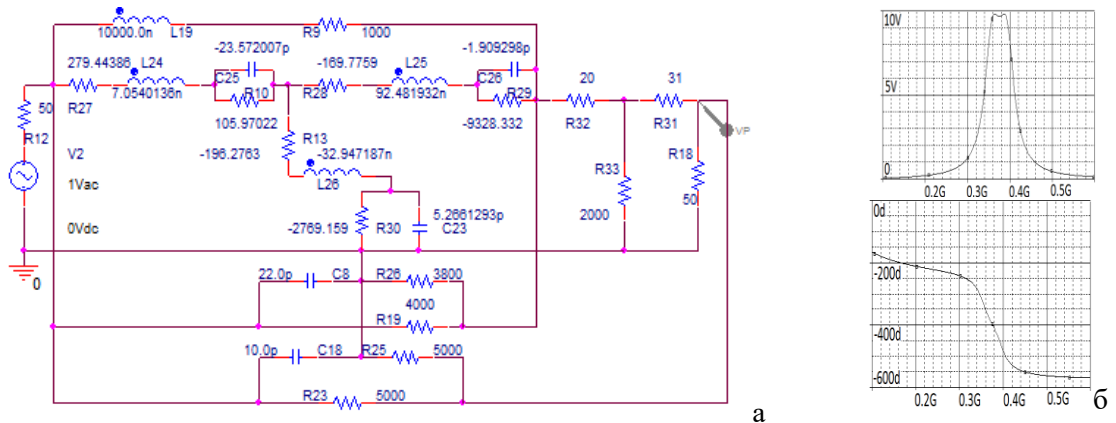 10000.0n L19
R9
1000
-23.572007p
-169.7759
-1.909298p
279.44386 L24
L25
C25
C26
20
31
50
R27
7.0540136n
R10
R28
92.481932n
R29
R32
R31
R12
105.97022
R13
-9328.332
VP
-196.2763
-32.947187n
V2
L26
R33
R18
1Vac
5.2661293p
50
0Vdc
-2769.159
R30
C23
2000
0
22.0p
C8
R26
3800
4000
R19
10.0p
C18
R25
5000
R23
5000
а
10V
5V
0
0.2G
0.3G
0.4G
0.5G
0d
-200d
-400d
-600d
0.2G
0.3G
0.4G
0.5G
б